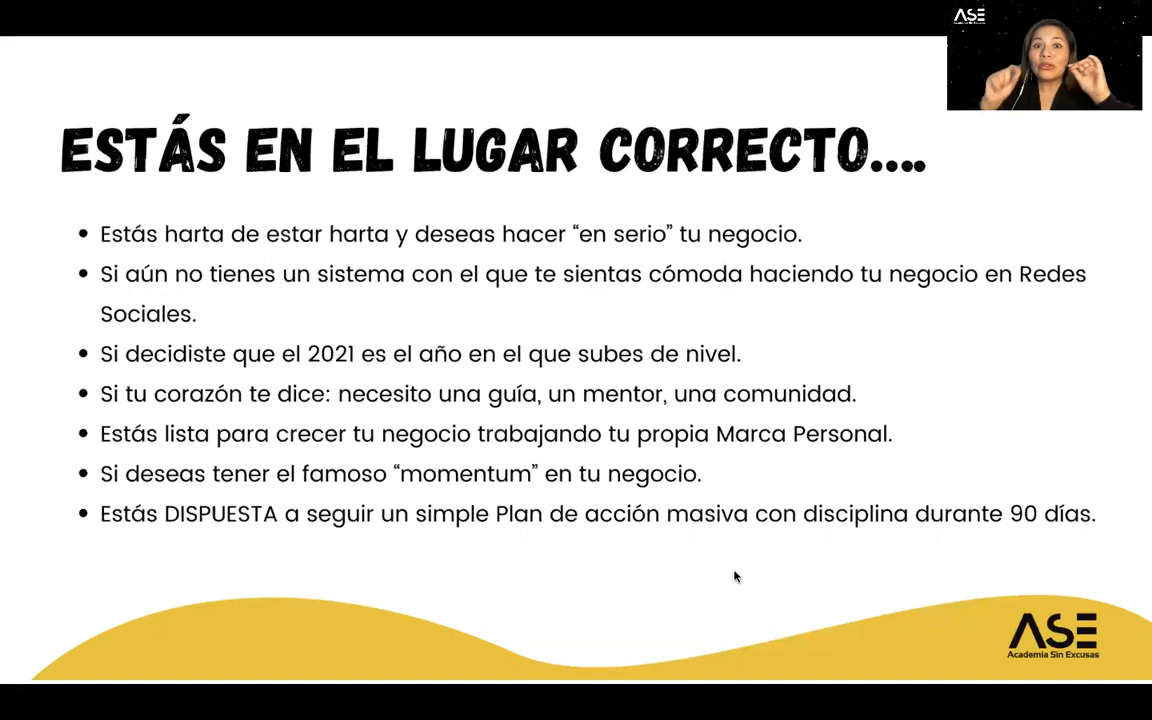 ASE
ESTÁS EN EL LUGAR CORRECTO....
• Estás harta de estar harta y deseas hacer “en serio” tu negocio.
• Si aún no tienes un sistema con el que te sientas cómoda haciendo tu negocio en Redes
Sociales.
• Si decidiste que el 2021 es el año en el que subes de nivel.
• Si tu corazón te dice: necesito una guía, un mentor, una comunidad.
• Estás lista para crecer tu negocio trabajando tu propia Marca Personal.
• Si deseas tener el famoso “momentum” en tu negocio.
• Estás DISPUESTA a seguir un simple Plan de acción masiva con disciplina durante 90 días.
ASE
Academia Sin Excusas